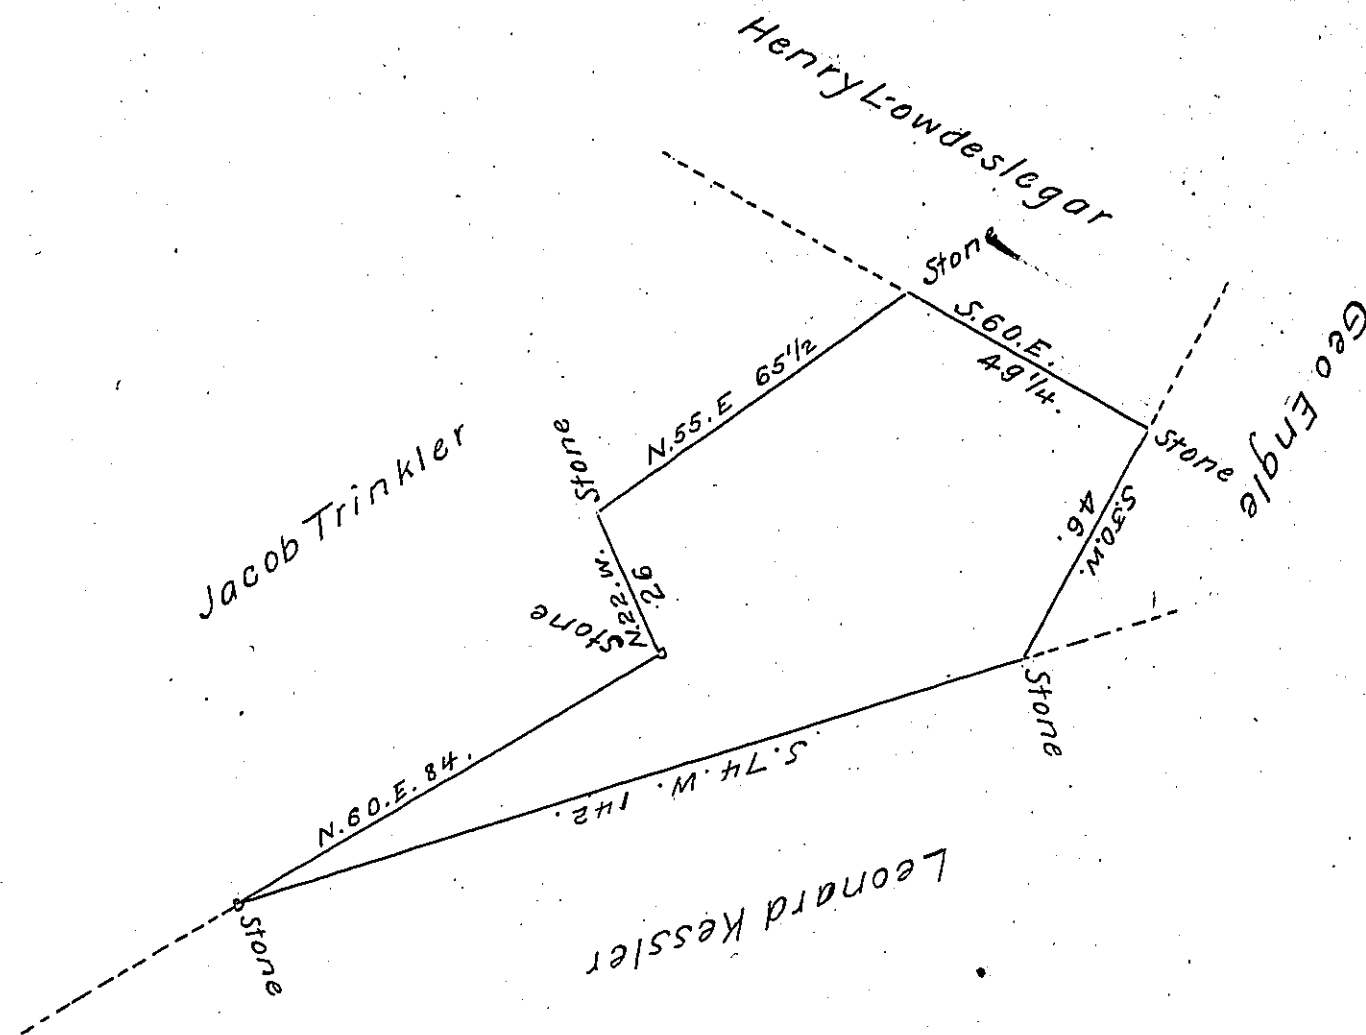 Henry Lowdeslegar
Stone
S.60.E.
49 1/4.
Geo Engle
N.55.E 65 1/2
Stone
Stone
S.30.W.
46.
Jacob Trinkler
N.22.W.
26
Stone
Stone
S.74.W. 142.
N.60.E. 84.
Leonard Kessler
Stone